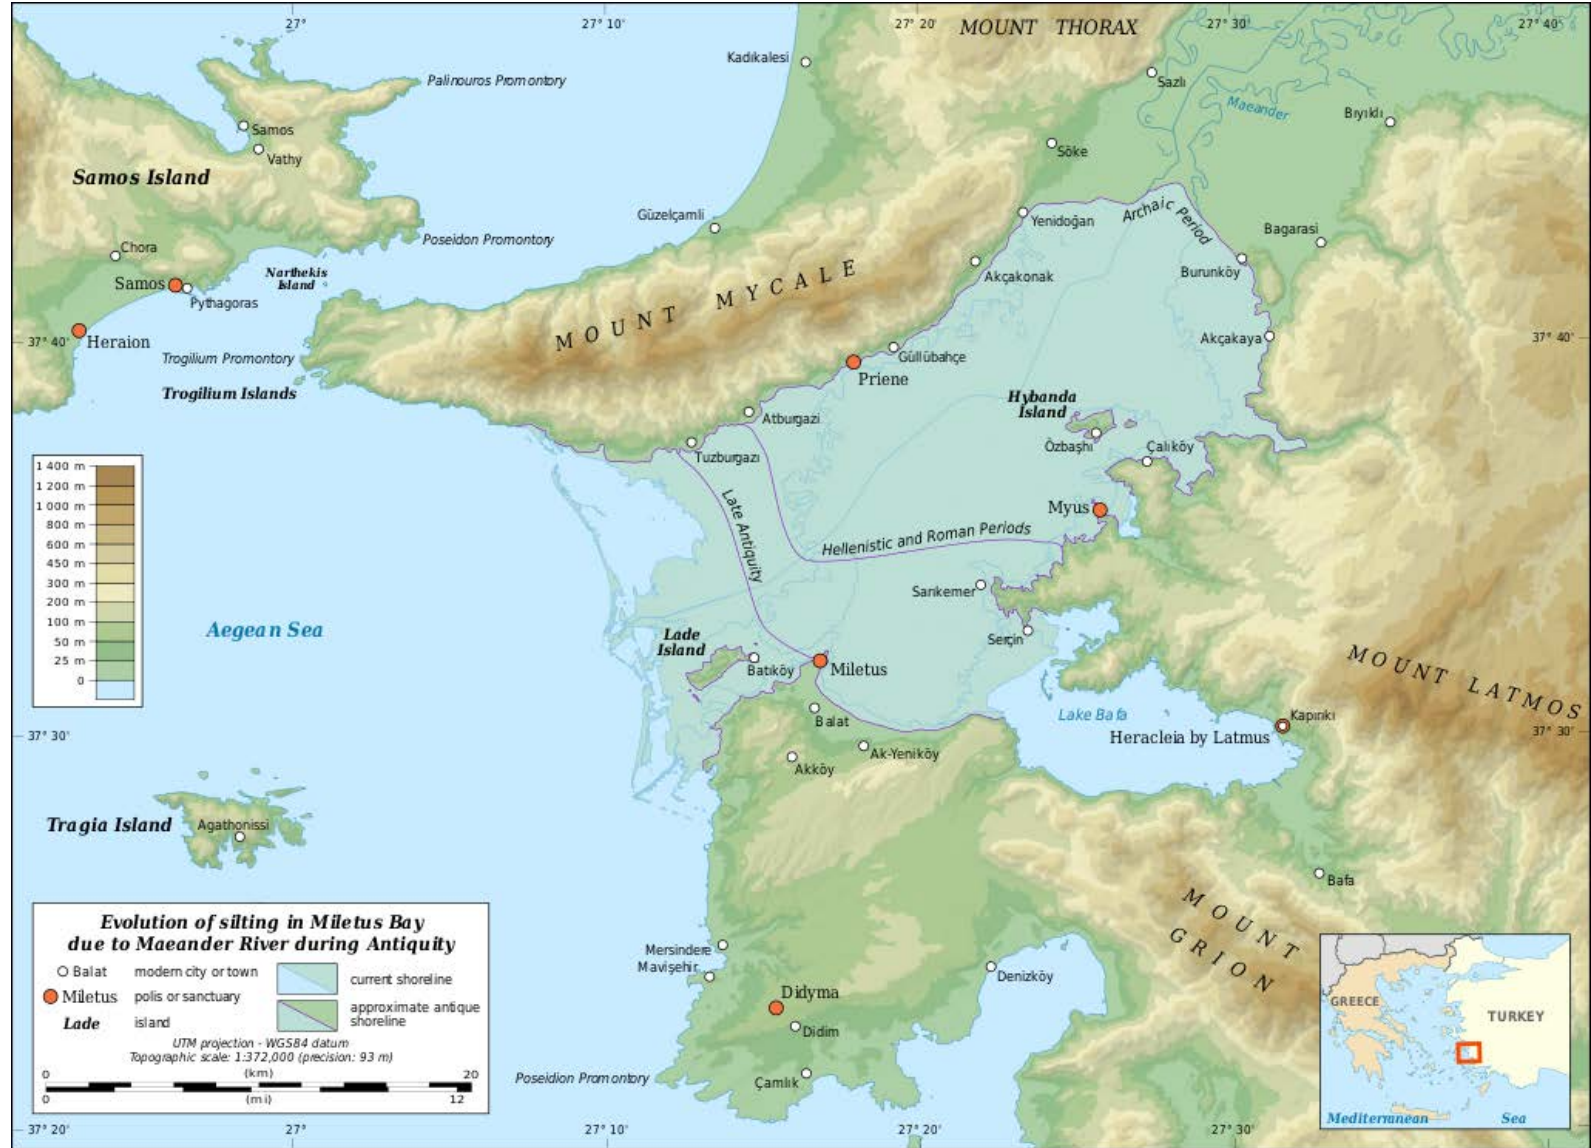 27°
27° 10'
27° 20'
27° 30'
27° 40'
MOUNT THORAX
Kadıkalesi
Palinouros Promontory
Sazlı
Maeander
Bıyıklı
Samos
Vathy
Söke
Samos Island
Güzelçamli
Yenidoğan
Archaic Period
Bagarasi
Poseidon Promontory
Chora
Narthekis
Island
Akçakonak
Burunköy
Samos
Pythagoras
MOUNT MYCALE
Heraion
37° 40'
Akçakaya
37° 40'
Trogilium Promontory
Güllübahçe
Priene
Trogilium Islands
Hybanda
Island
Atburgazi
Özbaşhı
Çalıköy
Tuzburgazı
1 400 m
1 200 m
1 000 m
800 m
600 m
450 m
300 m
200 m
100 m
50 m
25 m
0
Late Antiquity
Myus
Hellenistic and Roman Periods
Sarıkemer
Aegean Sea
Lade
Island
Serçin
Batıköy
Miletus
MOUNT LATMOS
Balat
Lake Bafa
Kapırıkı
Heracleia by Latmus
37° 30'
37° 30'
Ak-Yeniköy
Akköy
Tragia Island
Agathonissi
Bafa
MOUNT
GRION
Mersindere
Mavişehir
Denizköy
Didyma
Didim
Poseidion Promontory
Çamlık
Evolution of silting in Miletus Bay
due to Maeander River during Antiquity
Balat modern city or town
Miletus polis or sanctuary
Lade island
current shoreline
approximate antique
shoreline
UTM projection - WGS84 datum
Topographic scale: 1:372,000 (precision: 93 m)
0 (km) 20
0 (mi) 12
GREECE
TURKEY
Mediterranean Sea
37° 20'
27°
27° 10'
27° 20'
27° 30'